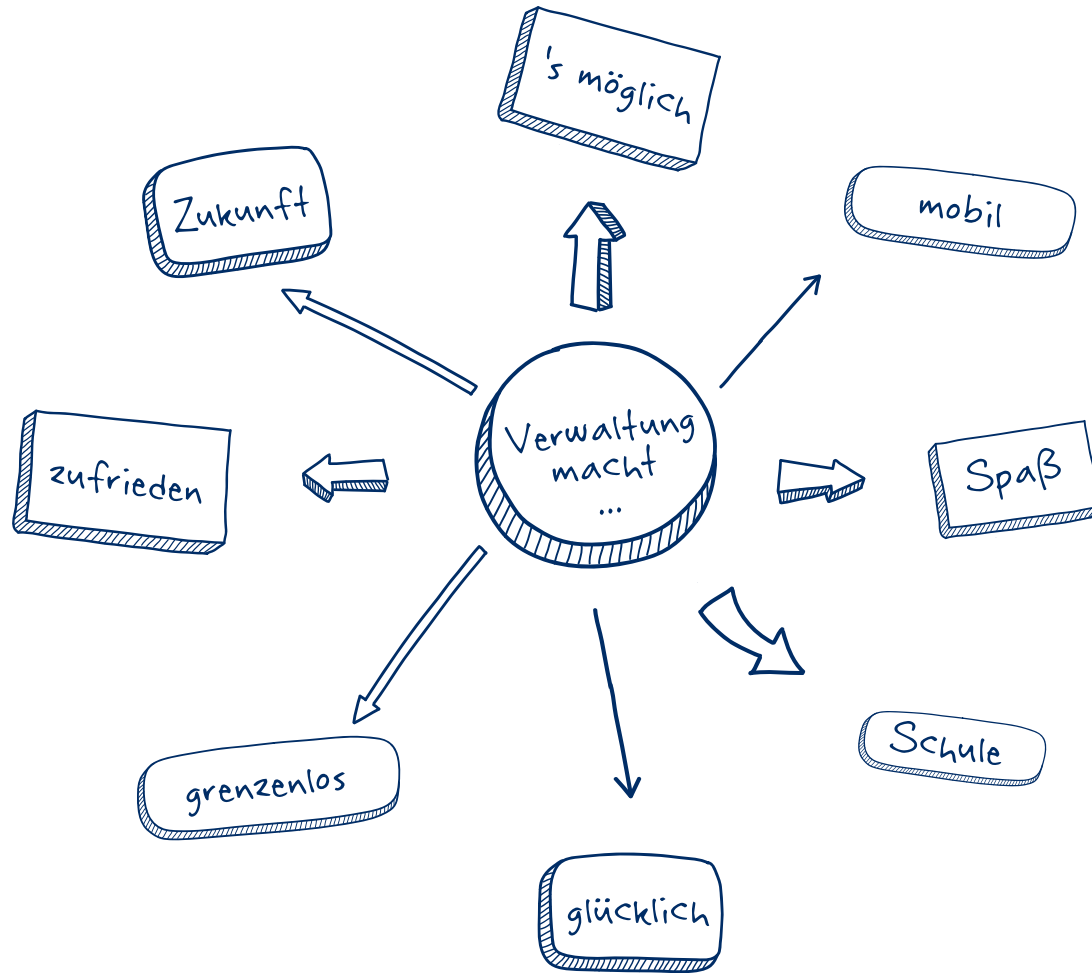 's möglich
Zukunft
mobil
Verwaltung
macht
...
zufrieden
Spaß
Schule
grenzenlos
glücklich